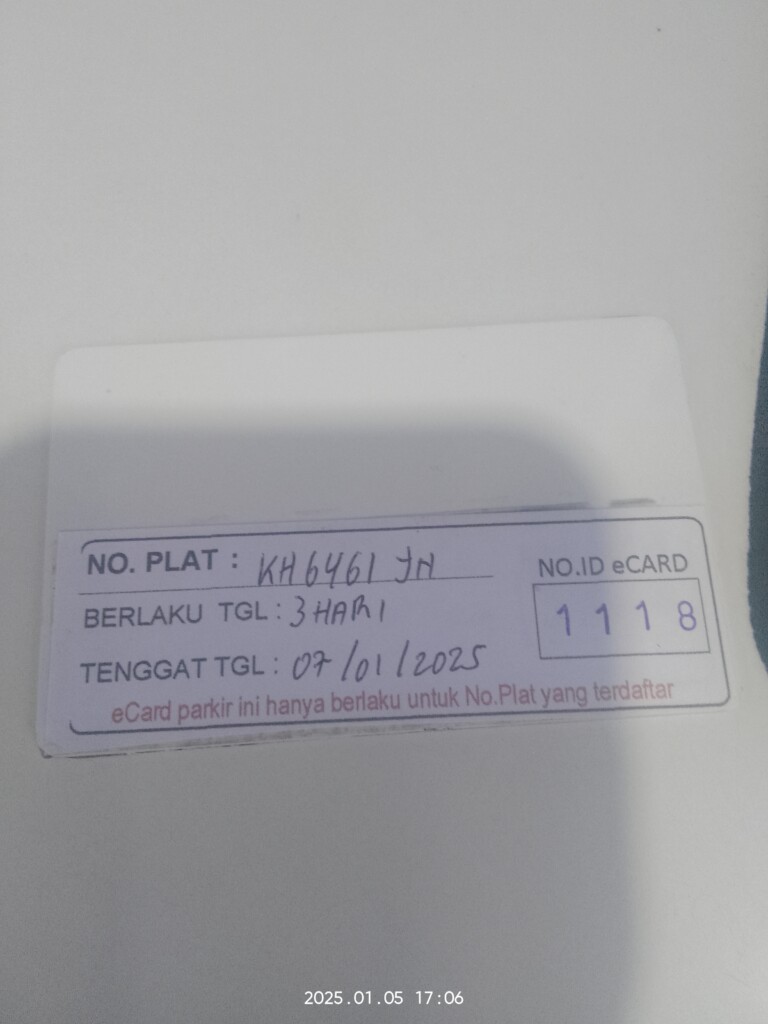 NO. PLAT : KH 6461 JN
BERLAKU TGL : 3 HARI
TENGGAT TGL : 07/01/2025
NO.ID eCARD
1 1 1 8
eCard parkir ini hanya berlaku untuk No.Plat yang terdaftar
2025.01.05 17:06